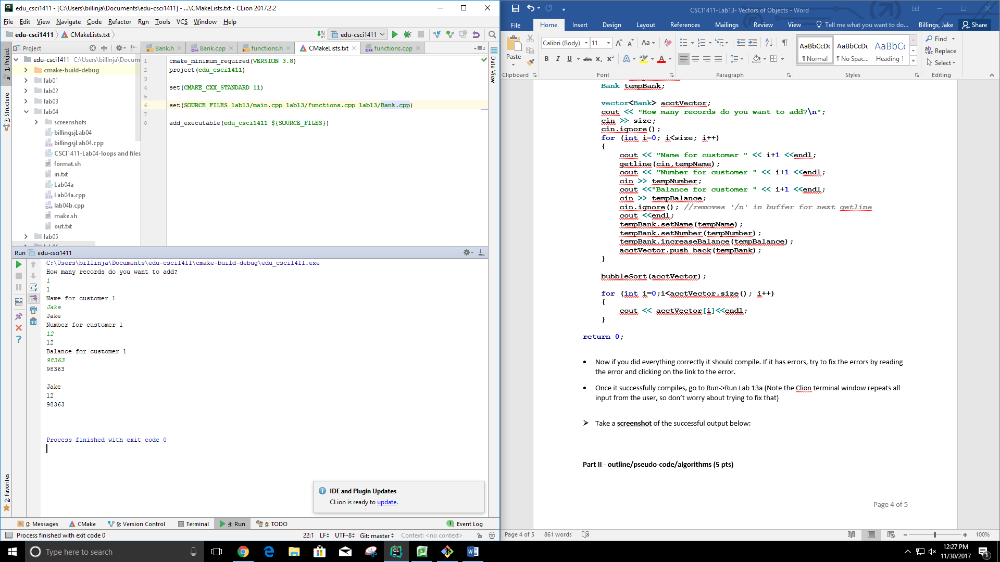 edu_csci1411 - [C:\Users\billinja\Documents\edu-csci1411] - ...\CMakeLists.txt - CLion 2017.2.2
File Edit View Navigate Code Refactor Run Tools VCS Window Help
edu-csci1411 CMakeLists.txt
edu-csci1411
Project
Bank.h Bank.cpp functions.h CMakeLists.txt functions.cpp
1: Project
7: Structure
2: Favorites
Data View
edu-csci1411 C:\Users\billinja\Docum
cmake-build-debug
lab01
lab02
lab03
lab04
screenshots
billingsjLab04
billingsjLab04.cpp
CSCI1411-Lab04-loops and files
format.sh
in.txt
Lab04a
Lab04a.cpp
lab04b.cpp
make.sh
out.txt
lab05
1 cmake_minimum_required(VERSION 3.8)
2 project(edu_csci1411)
3
4 set(CMAKE_CXX_STANDARD 11)
5
6 set(SOURCE_FILES lab13/main.cpp lab13/functions.cpp lab13/Bank.cpp)
7
8 add_executable(edu_csci1411 ${SOURCE_FILES})
Run edu-csci1411
C:\Users\billinja\Documents\edu-csci1411\cmake-build-debug\edu_csci1411.exe
How many records do you want to add?
1
1
Name for customer 1
Jake
Jake
Number for customer 1
12
12
Balance for customer 1
98363
98363
Jake
12
98363
Process finished with exit code 0
IDE and Plugin Updates
CLion is ready to update.
0: Messages CMake 9: Version Control Terminal 4: Run 6: TODO 1 Event Log
Process finished with exit code 0 22:1 LF UTF-8 Git: master Context: <no context>
CSCI1411-Lab13- Vectors of Objects - Word
File Home Insert Design Layout References Mailings Review View Tell me what you want to do... Billings, Jake Share
Paste
Calibri (Body) 11 Aa
B I U abc x2 x2 A A
AaBbCcDc AaBbCcDc AaBbCc
¶ Normal ¶ No Spac... Heading 1
Find
Replace
Select
Clipboard Font Paragraph Styles Editing
Bank tempBank;
vector<Bank> acctVector;
cout << "How many records do you want to add?\n";
cin >> size;
cin.ignore();
for (int i=0; i<size; i++)
{
cout << "Name for customer " << i+1 <<endl;
getline(cin,tempName);
cout << "Number for customer " << i+1 <<endl;
cin >> tempNumber;
cout <<"Balance for customer " << i+1 <<endl;
cin >> tempBalance;
cin.ignore(); //removes '/n' in buffer for next getline
cout <<endl;
tempBank.setName(tempName);
tempBank.setNumber(tempNumber);
tempBank.increaseBalance(tempBalance);
acctVector.push_back(tempBank);
}
bubbleSort(acctVector);
for (int i=0;i<acctVector.size(); i++)
{
cout << acctVector[i]<<endl;
}
return 0;
• Now if you did everything correctly it should compile. If it has errors, try to fix the errors by reading
the error and clicking on the link to the error.
• Once it successfully compiles, go to Run->Run Lab 13a (Note the Clion terminal window repeats all
input from the user, so don’t worry about trying to fix that)
➢ Take a screenshot of the successful output below:
Part II - outline/pseudo-code/algorithms (5 pts)
Page 4 of 5
Page 4 of 5 861 words 100%
Type here to search
12:27 PM
11/30/2017
1